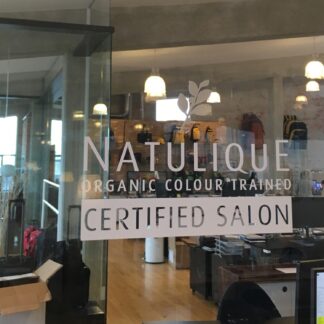 NATULIQUE
ORGANIC COLOUR TRAINED
CERTIFIED SALON